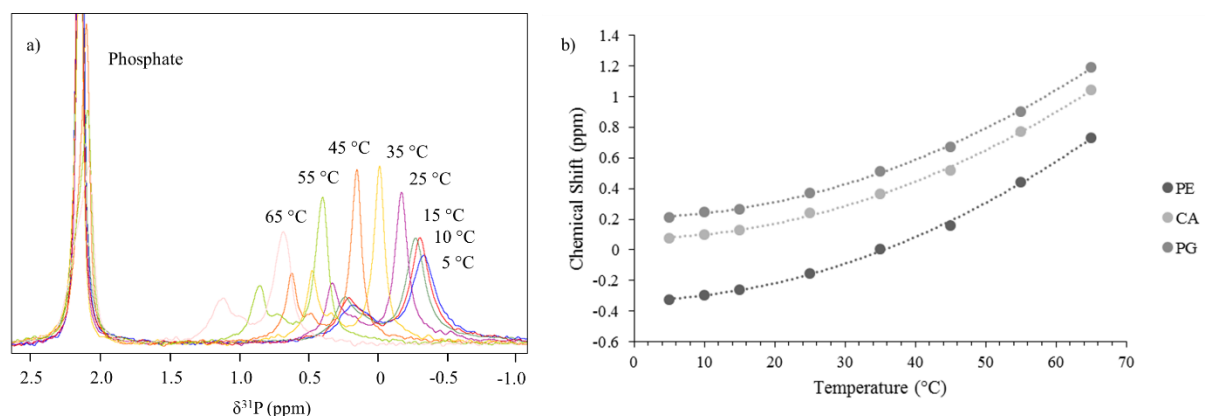 a)
Phosphate
45 °C
35 °C
55 °C
25 °C
65 °C
15 °C
10 °C
5 °C
2.5 2.0 1.5 1.0 0.5 0 -0.5 -1.0
δ³¹P (ppm)
b)
Chemical Shift (ppm)
1.4
1.2
1
0.8
0.6
0.4
0.2
0
-0.2
-0.4
-0.6
0 10 20 30 40 50 60 70
Temperature (°C)
PE
CA
PG